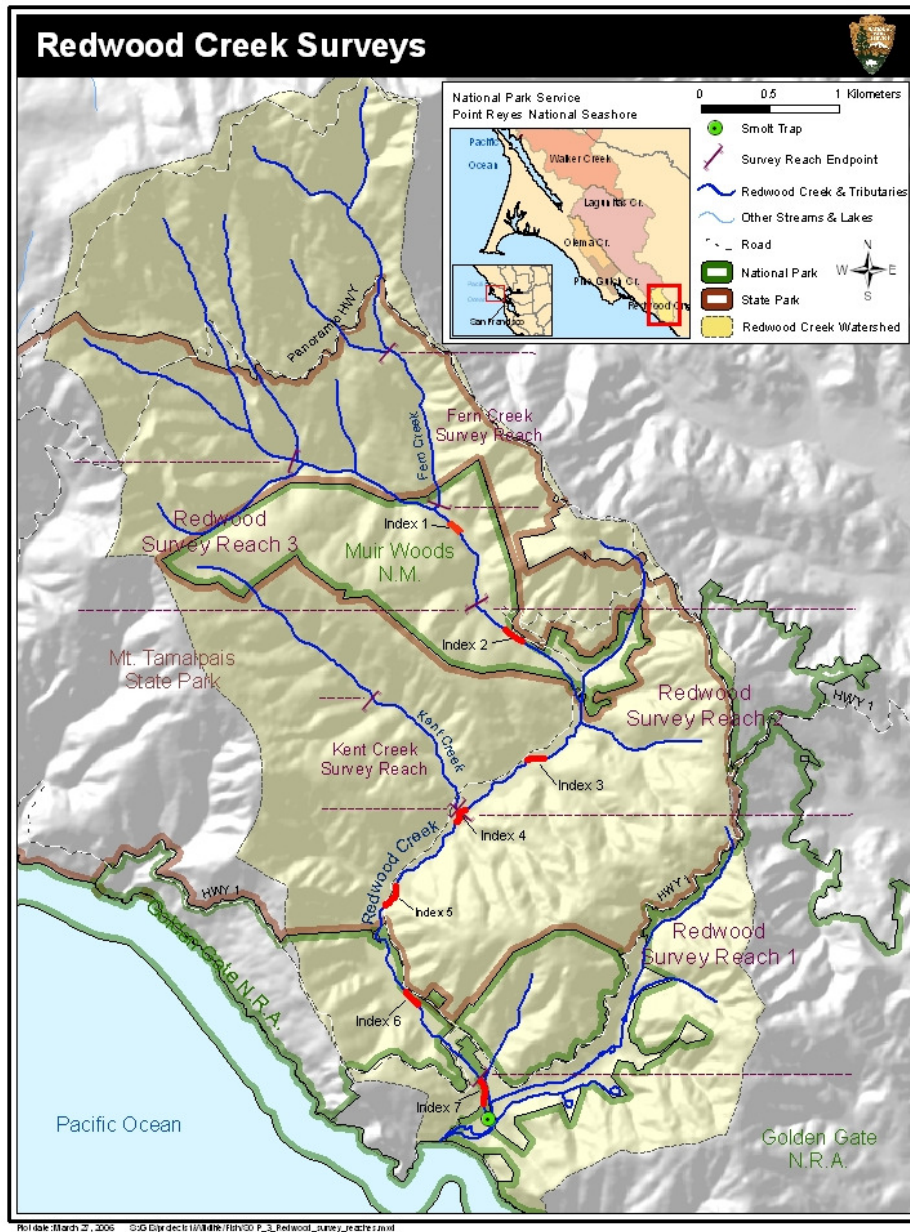 Redwood Creek Surveys
National Park Service
Point Reyes National Seashore
0 0.5 1 Kilometers
Smolt Trap
Survey Reach Endpoint
Redwood Creek & Tributaries
Other Streams & Lakes
Road
National Park
State Park
Redwood Creek Watershed
N
W E
S
Pacific
Ocean
Walker Creek
Lagunitas Cr.
Olema Cr.
Pine Gulch Cr.
San Francisco
Panoramic HWY
Fern Creek
Survey Reach
Fern Creek
Redwood
Survey Reach 3
Index 1
Muir Woods
N.M.
Index 2
Mt. Tamalpais
State Park
Redwood
Survey Reach 2
HWY 1
Kent Creek
Kent Creek
Survey Reach
Index 3
Index 4
Redwood Creek
HWY 1
HWY 1
Index 5
Redwood
Survey Reach 1
Golden Gate N.R.A.
Index 6
Index 7
Pacific Ocean
Golden Gate
N.R.A.
Plot date: March 27, 2006